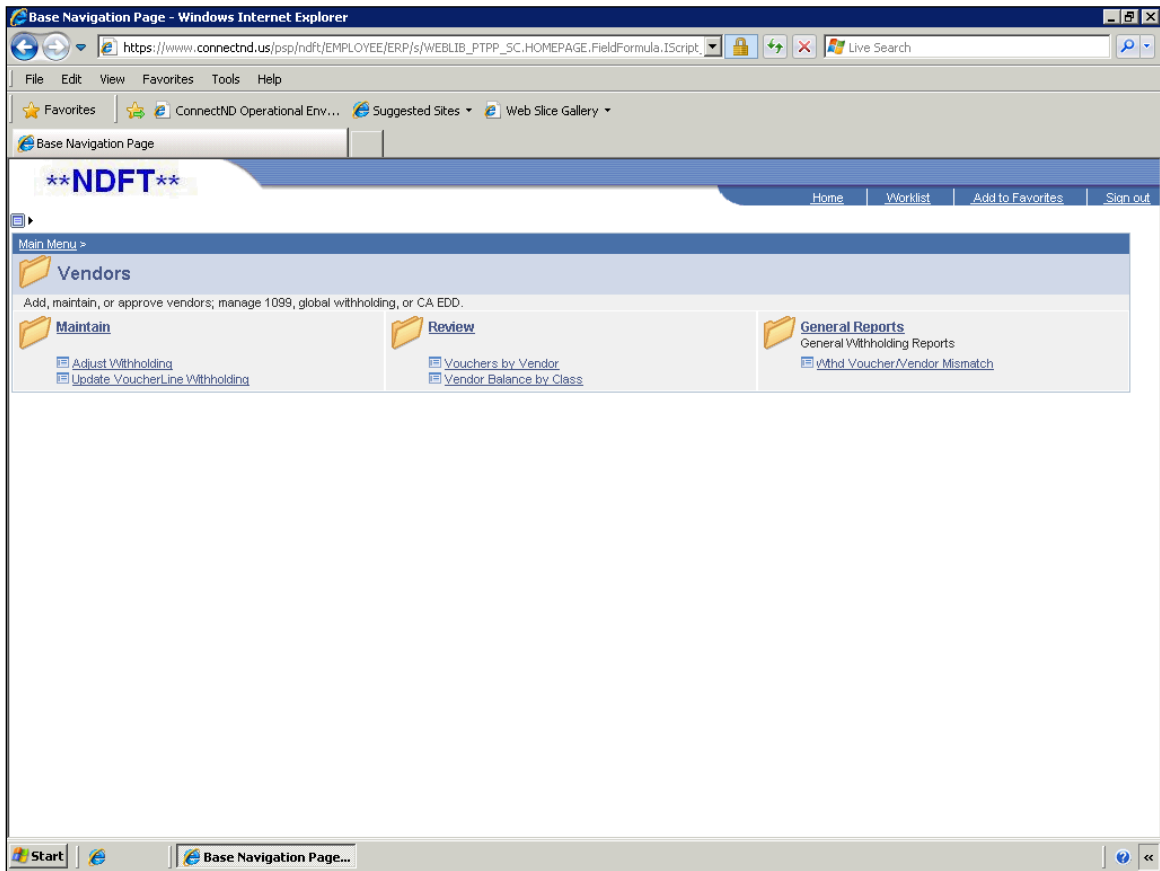 Base Navigation Page - Windows Internet Explorer
https://www.connectnd.us/psp/ndft/EMPLOYEE/ERP/s/WEBLIB_PTPP_SC.HOMEPAGE.FieldFormula.IScript_
Live Search
File Edit View Favorites Tools Help
Favorites ConnectND Operational Env... Suggested Sites Web Slice Gallery
Base Navigation Page
**NDFT**
Home Worklist Add to Favorites Sign out
Main Menu >
Vendors
Add, maintain, or approve vendors; manage 1099, global withholding, or CA EDD.
Maintain
Adjust Withholding
Update VoucherLine Withholding
Review
Vouchers by Vendor
Vendor Balance by Class
General Reports
General Withholding Reports
Wthd Voucher/Vendor Mismatch
Start Base Navigation Page...